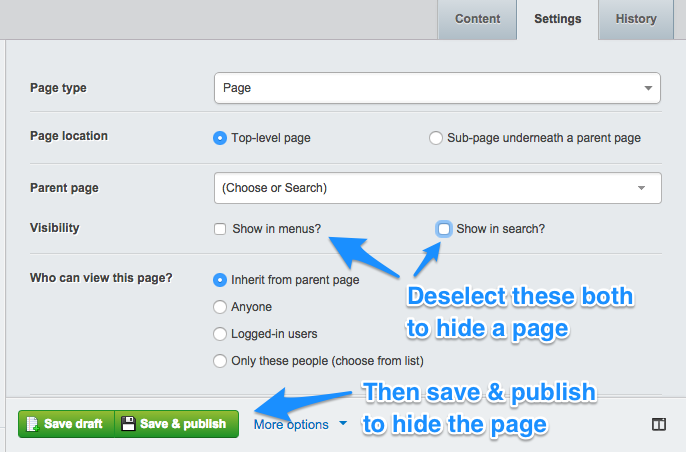 Content Settings History
Page type Page
Page location Top-level page Sub-page underneath a parent page
Parent page (Choose or Search)
Visibility Show in menus? Show in search?
Who can view this page? Inherit from parent page
Deselect these both
to hide a page
Anyone
Logged-in users
Only these people (choose from list)
Then save & publish
to hide the page
Save draft Save & publish More options